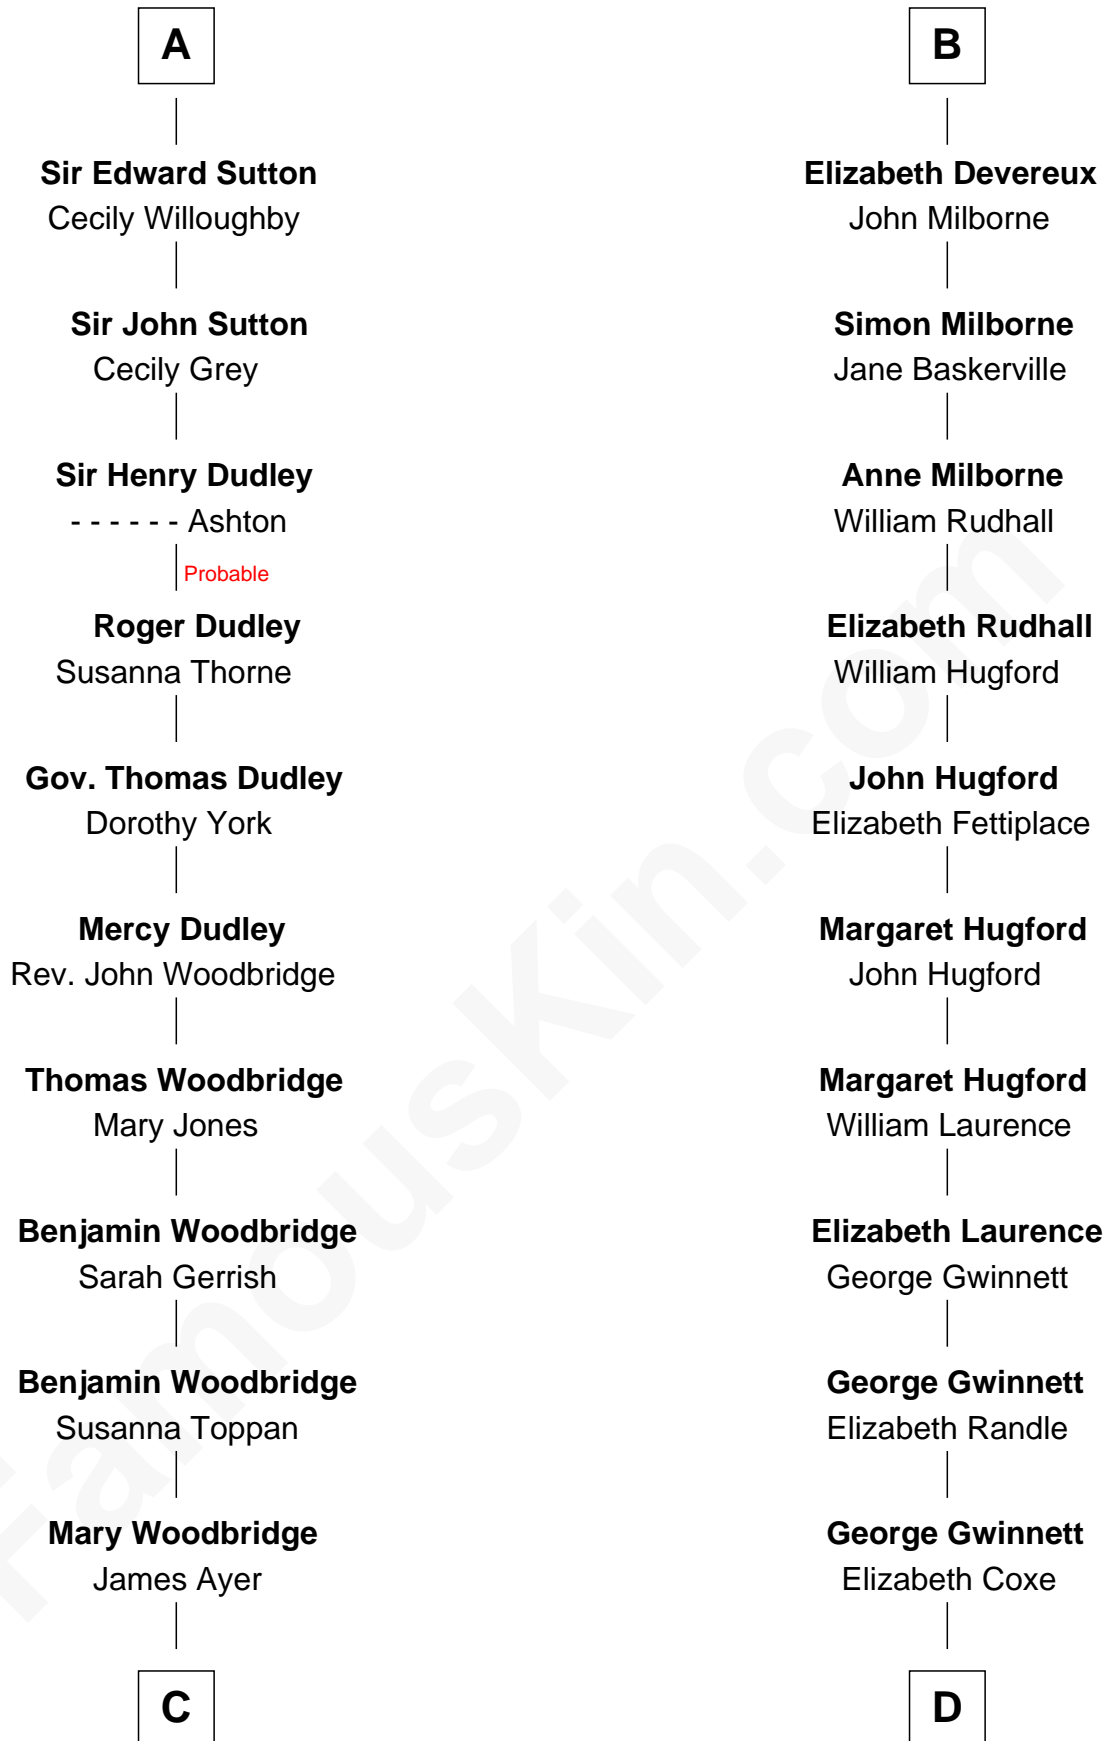 A
Sir Edward Sutton
Cecily Willoughby
Sir John Sutton
Cecily Grey
Sir Henry Dudley
- - - - - - Ashton
Probable
Roger Dudley
Susanna Thorne
Gov. Thomas Dudley
Dorothy York
Mercy Dudley
Rev. John Woodbridge
Thomas Woodbridge
Mary Jones
Benjamin Woodbridge
Sarah Gerrish
Benjamin Woodbridge
Susanna Toppan
Mary Woodbridge
James Ayer
C
B
Elizabeth Devereux
John Milborne
Simon Milborne
Jane Baskerville
Anne Milborne
William Rudhall
Elizabeth Rudhall
William Hugford
John Hugford
Elizabeth Fettiplace
Margaret Hugford
John Hugford
Margaret Hugford
William Laurence
Elizabeth Laurence
George Gwinnett
George Gwinnett
Elizabeth Randle
George Gwinnett
Elizabeth Coxe
D
FamousKin.com